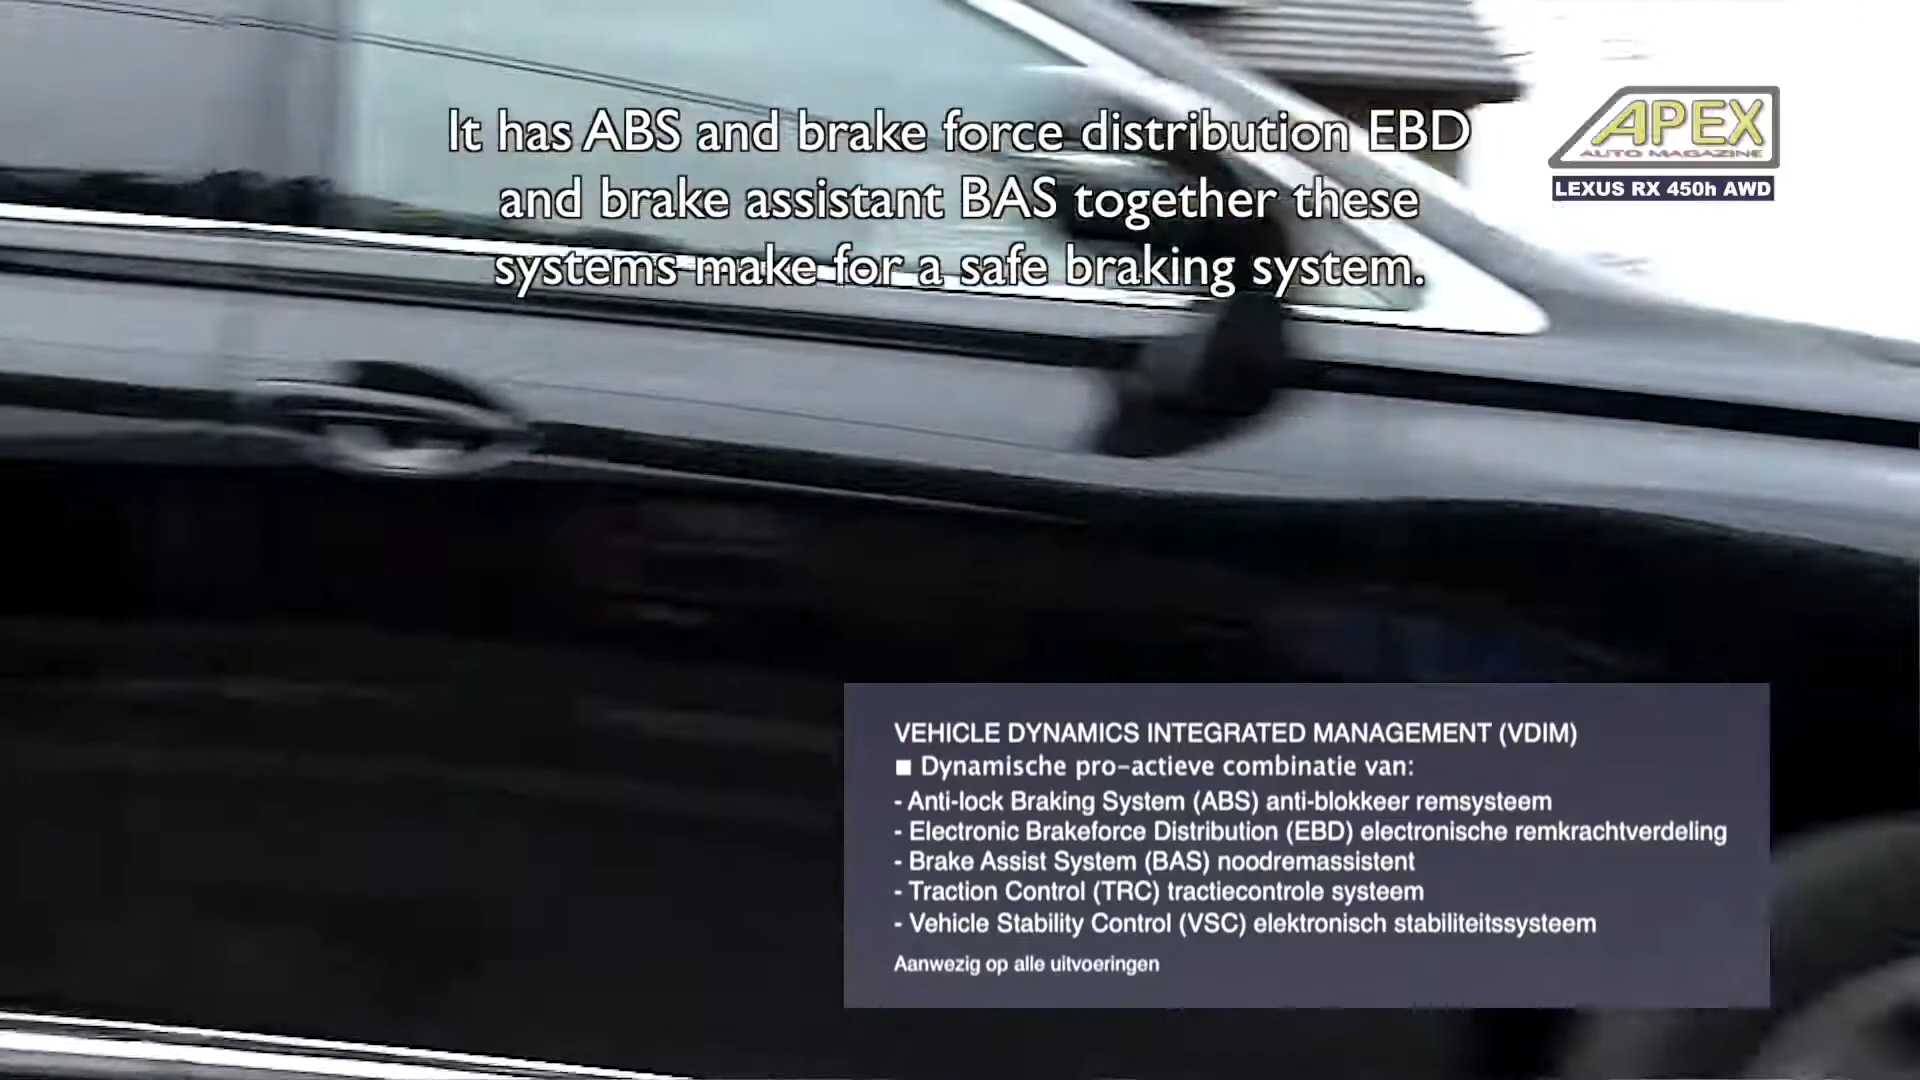 It has ABS and brake force distribution EBD
and brake assistant BAS together these
systems make for a safe braking system.
APEX
AUTO MAGAZINE
LEXUS RX 450h AWD
VEHICLE DYNAMICS INTEGRATED MANAGEMENT (VDIM)
■ Dynamische pro-actieve combinatie van:
- Anti-lock Braking System (ABS) anti-blokkeer remsysteem
- Electronic Brakeforce Distribution (EBD) electronische remkrachtverdeling
- Brake Assist System (BAS) noodremassistent
- Traction Control (TRC) tractiecontrole systeem
- Vehicle Stability Control (VSC) elektronisch stabiliteitssysteem
Aanwezig op alle uitvoeringen